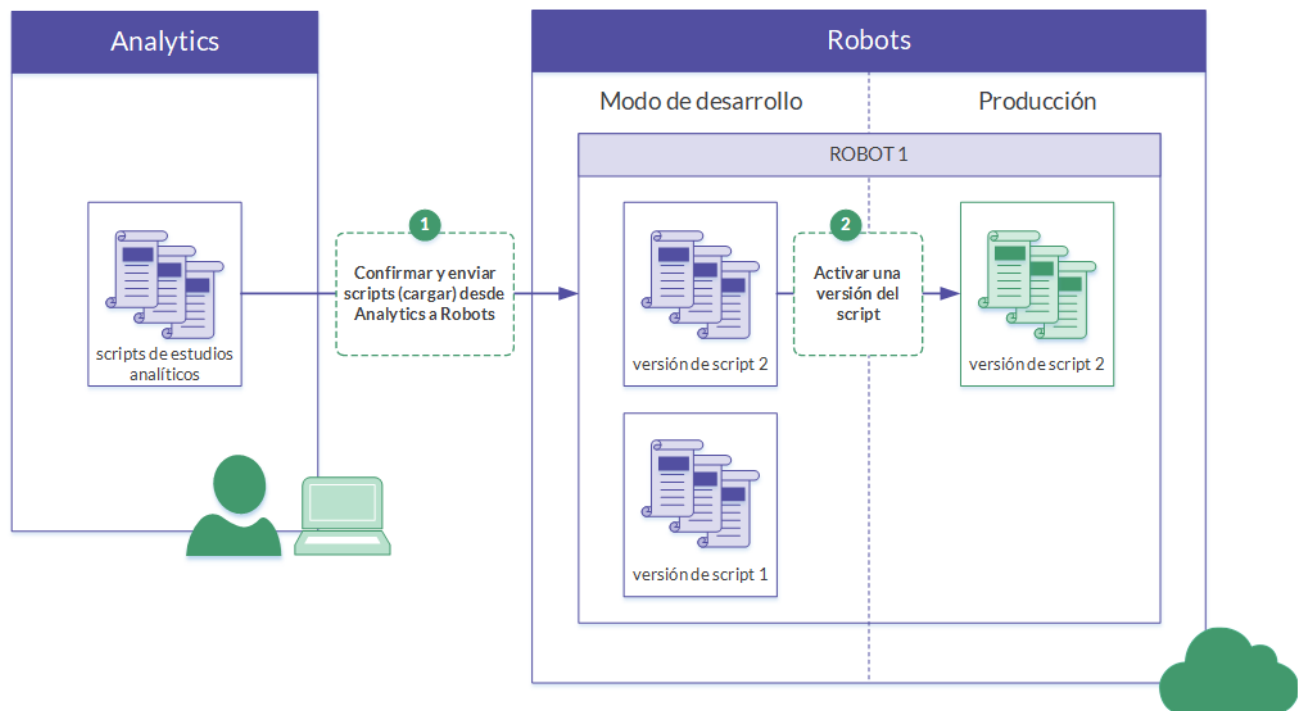 Analytics
Robots
Modo de desarrollo
Producción
ROBOT 1
1
Confirmar y enviar
scripts (cargar) desde
Analytics a Robots
2
Activar una
versión del
script
scripts de estudios
analíticos
versión de script 2
versión de script 2
versión de script 1